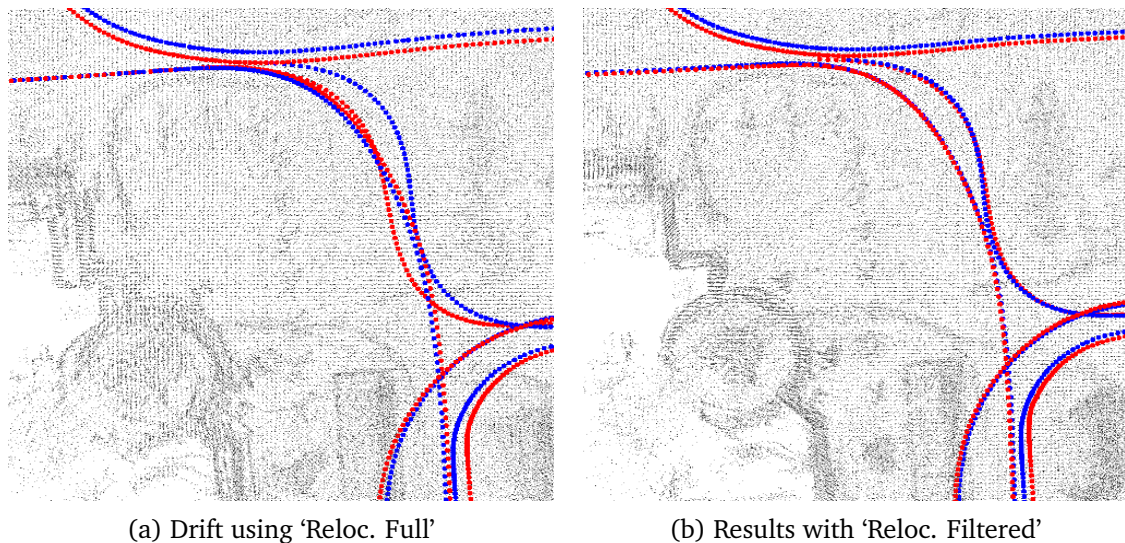 (a) Drift using ‘Reloc. Full’
(b) Results with ‘Reloc. Filtered’